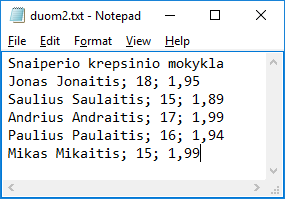 duom2.txt - Notepad
File Edit Format View Help
Snaiperio krepsinio mokykla
Jonas Jonaitis; 18; 1,95
Saulius Saulaitis; 15; 1,89
Andrius Andraitis; 17; 1,99
Paulius Paulaitis; 16; 1,94
Mikas Mikaitis; 15; 1,99